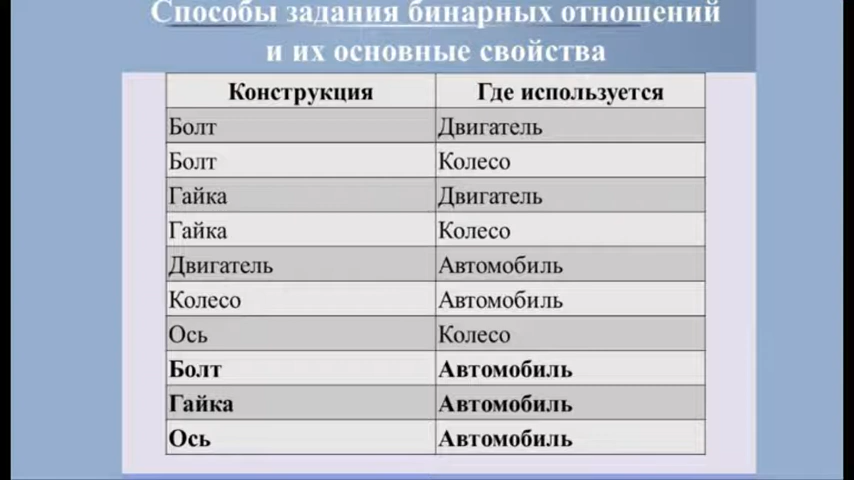 Способы задания бинарных отношений
и их основные свойства
Конструкция Где используется
Болт Двигатель
Болт Колесо
Гайка Двигатель
Гайка Колесо
Двигатель Автомобиль
Колесо Автомобиль
Ось Колесо
Болт Автомобиль
Гайка Автомобиль
Ось Автомобиль